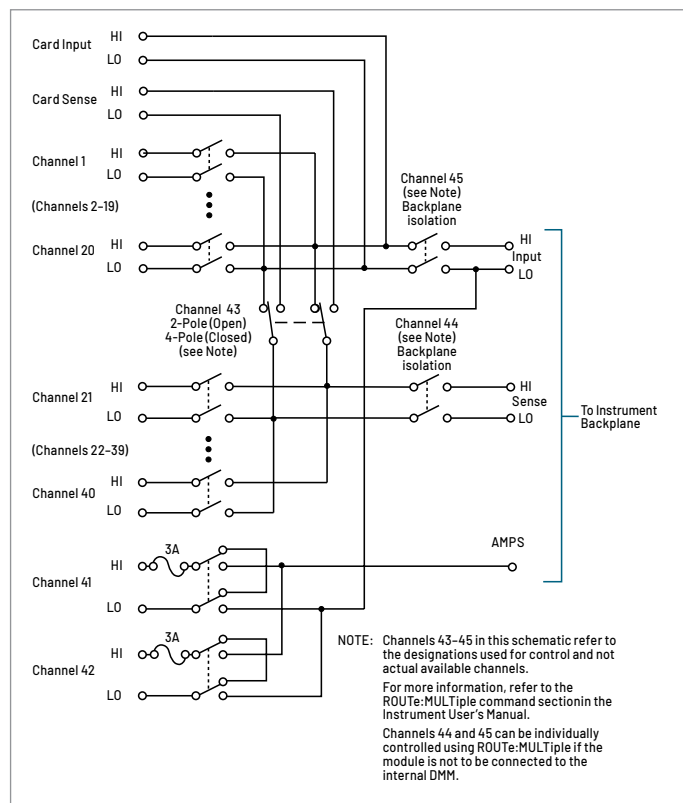 Card Input HI
LO
Card Sense HI
LO
Channel 1 HI
LO
(Channels 2–19)
Channel 20 HI
LO
Channel 45
(see Note)
Backplane
isolation
HI
Input
LO
Channel 43
2-Pole (Open)
4-Pole (Closed)
(see Note)
Channel 44
(see Note)
Backplane
isolation
Channel 21 HI
LO
HI
Sense
LO
To Instrument
Backplane
(Channels 22–39)
Channel 40 HI
LO
AMPS
Channel 41 HI 3A
LO
Channel 42 HI 3A
LO
NOTE: Channels 43–45 in this schematic refer to
the designations used for control and not
actual available channels.
For more information, refer to the
ROUTe:MULTiple command sectionin the
Instrument User's Manual.
Channels 44 and 45 can be individually
controlled using ROUTe:MULTiple if the
module is not to be connected to the
internal DMM.